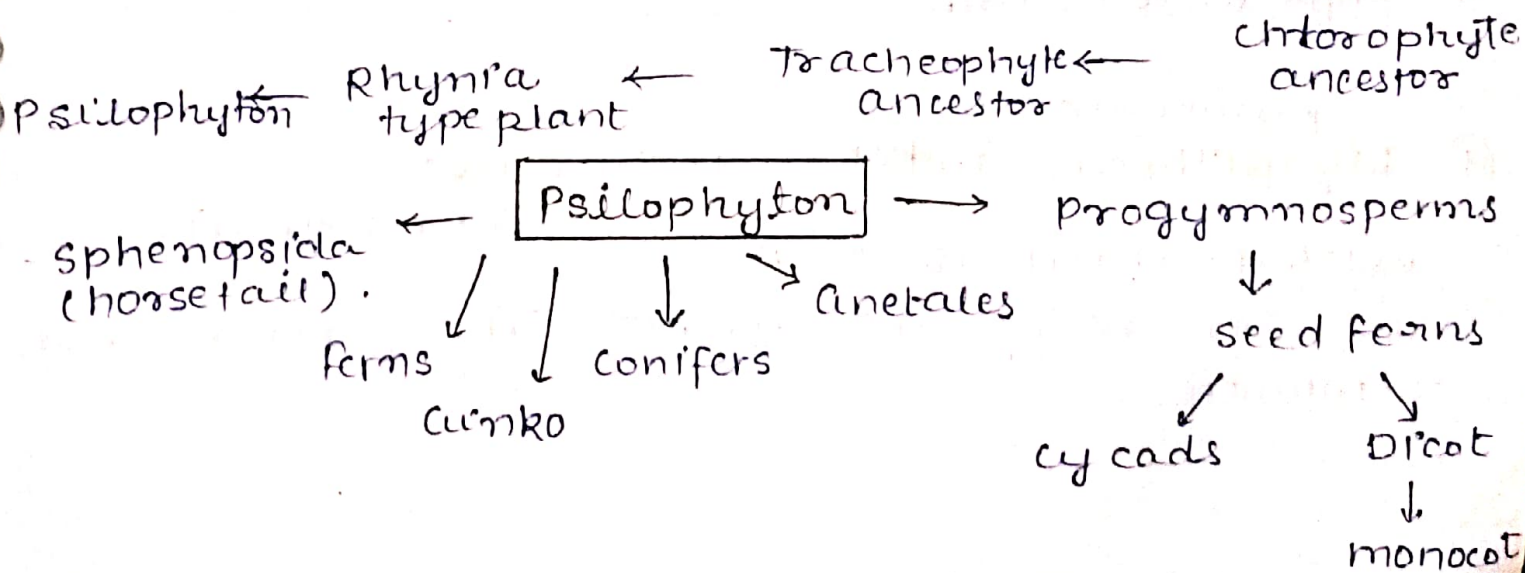 Psilophyton ← Rhynia type plant ← Tracheophyte ancestor ← Chlorophyte ancestor
Psilophyton → Progymnosperms
Sphenopsida
(horsetail).
ferns
Ginko
Conifers
Gnetales
↓
Seed ferns
Cycads
Dicot
↓
monocot